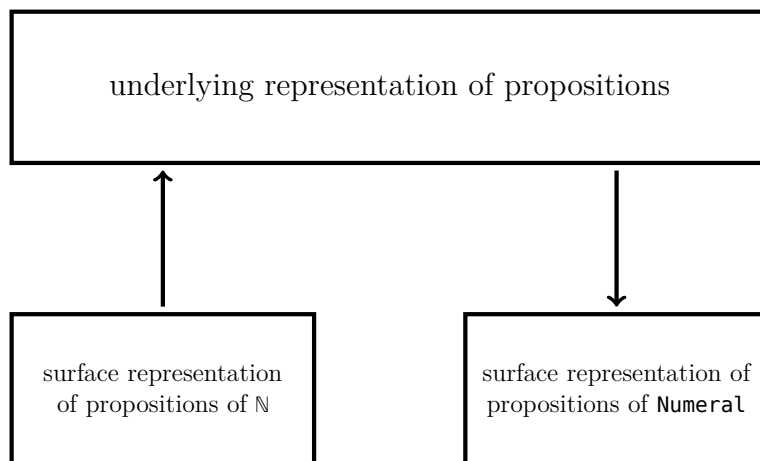 underlying representation of propositions
surface representation
of propositions of ℕ
surface representation of
propositions of Numeral